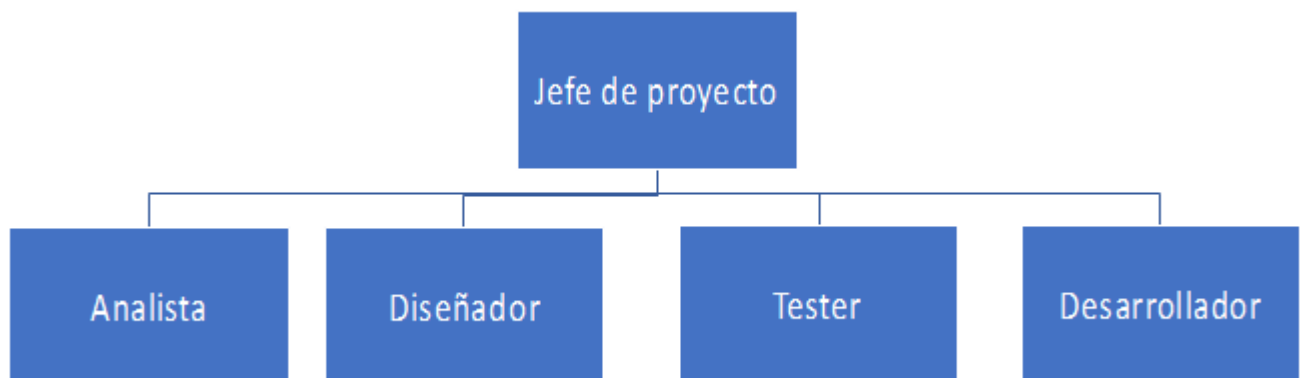 Jefe de proyecto
Analista
Diseñador
Tester
Desarrollador